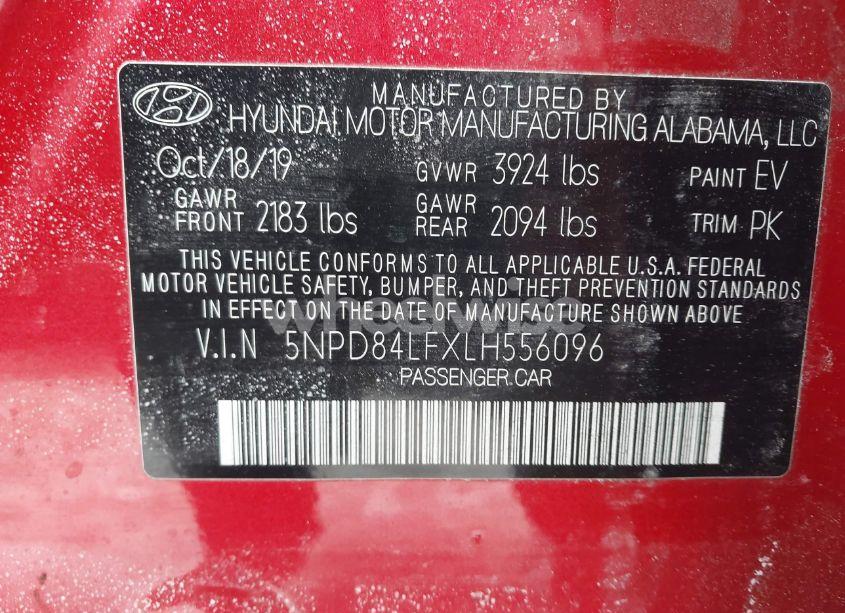 MANUFACTURED BY
HYUNDAI MOTOR MANUFACTURING ALABAMA, LLC
Oct/18/19 GVWR 3924 lbs PAINT EV
GAWR FRONT 2183 lbs GAWR REAR 2094 lbs TRIM PK
THIS VEHICLE CONFORMS TO ALL APPLICABLE U.S.A. FEDERAL
MOTOR VEHICLE SAFETY, BUMPER, AND THEFT PREVENTION STANDARDS
IN EFFECT ON THE DATE OF MANUFACTURE SHOWN ABOVE
wheelwise
V.I.N 5NPD84LFXLH556096
PASSENGER CAR